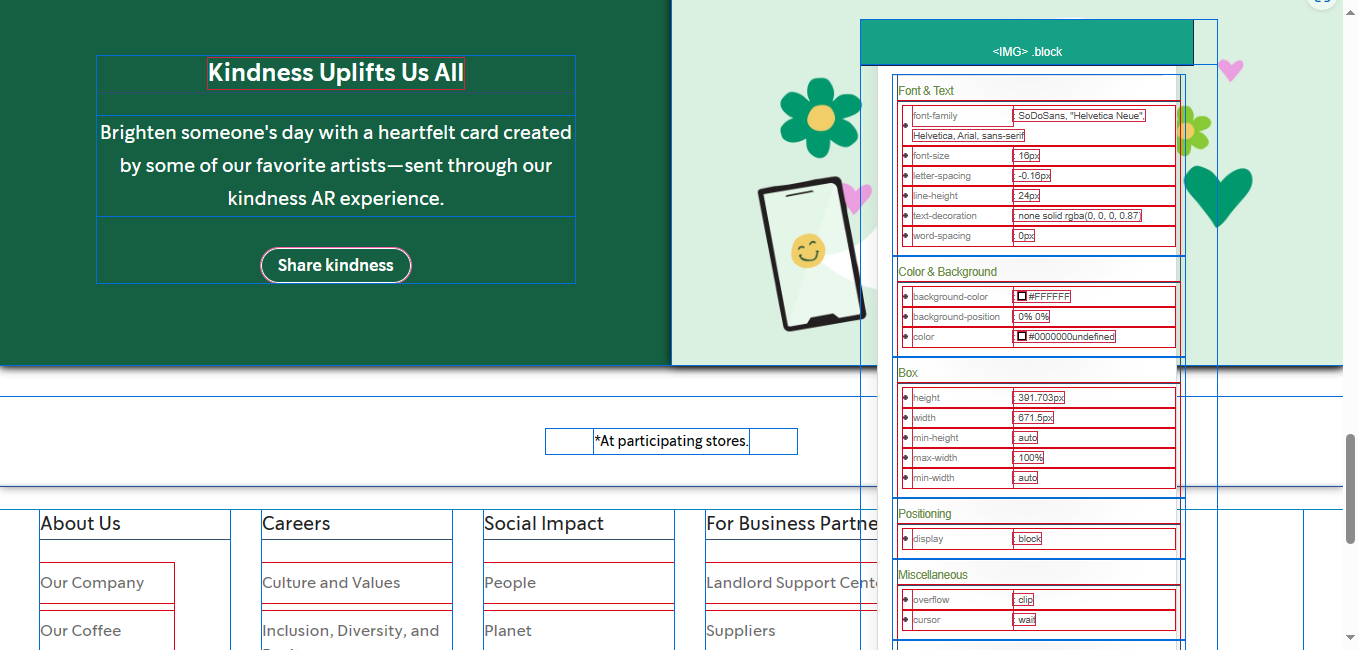 Kindness Uplifts Us All
Brighten someone's day with a heartfelt card created
by some of our favorite artists—sent through our
kindness AR experience.
Share kindness
<IMG> .block
Font & Text
font-family : SoDoSans, "Helvetica Neue",
Helvetica, Arial, sans-serif
font-size : 16px
letter-spacing : -0.16px
line-height : 24px
text-decoration : none solid rgba(0, 0, 0, 0.87)
word-spacing : 0px
Color & Background
background-color : #FFFFFF
background-position : 0% 0%
color : #0000000undefined
Box
height : 391.703px
width : 671.5px
min-height : auto
max-width : 100%
min-width : auto
Positioning
display : block
Miscellaneous
overflow : clip
cursor : wait
*At participating stores.
About Us
Our Company
Our Coffee
Careers
Culture and Values
Inclusion, Diversity, and
Social Impact
People
Planet
For Business Partne
Landlord Support Cent
Suppliers